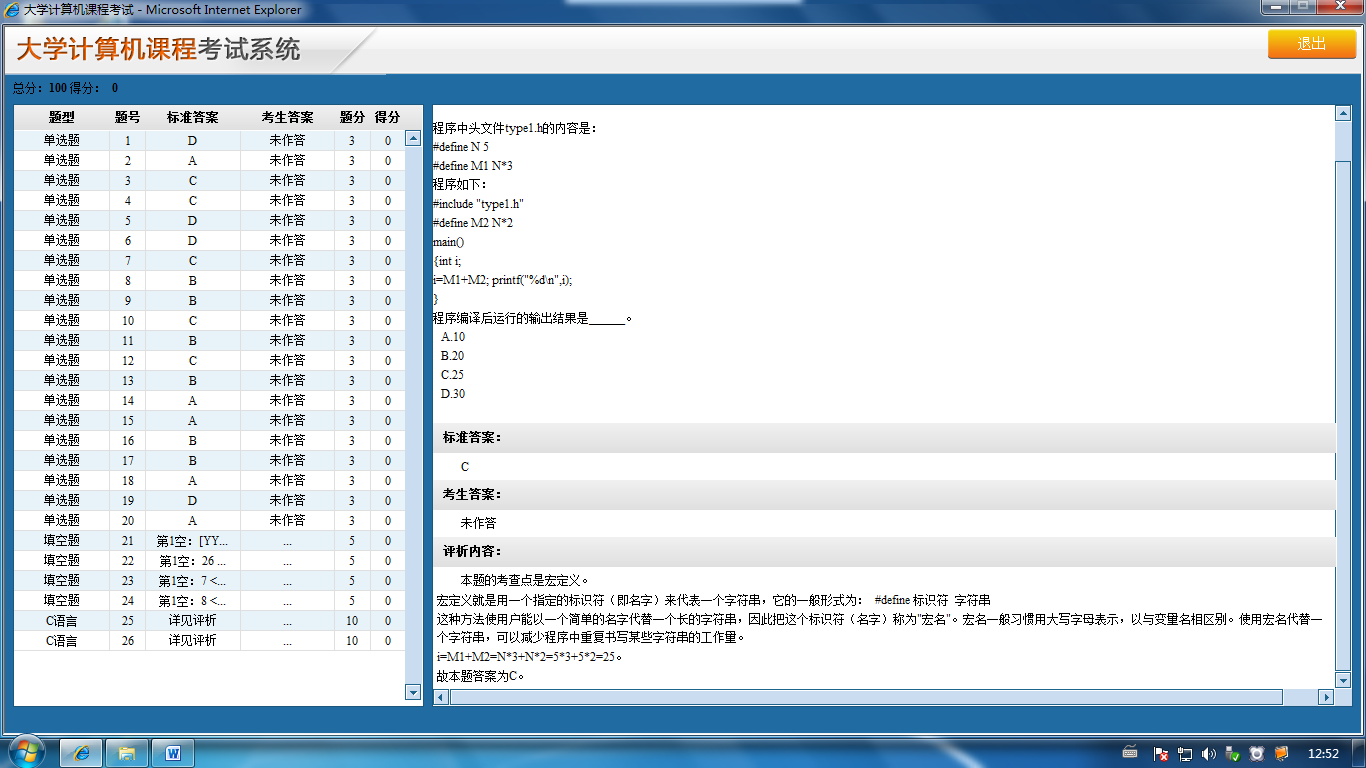 大学计算机课程考试 - Microsoft Internet Explorer
大学计算机课程考试系统
退出
总分：100 得分： 0
题型 题号 标准答案 考生答案 题分 得分
单选题 1 D 未作答 3 0
单选题 2 A 未作答 3 0
单选题 3 C 未作答 3 0
单选题 4 C 未作答 3 0
单选题 5 D 未作答 3 0
单选题 6 D 未作答 3 0
单选题 7 C 未作答 3 0
单选题 8 B 未作答 3 0
单选题 9 B 未作答 3 0
单选题 10 C 未作答 3 0
单选题 11 B 未作答 3 0
单选题 12 C 未作答 3 0
单选题 13 B 未作答 3 0
单选题 14 A 未作答 3 0
单选题 15 A 未作答 3 0
单选题 16 B 未作答 3 0
单选题 17 B 未作答 3 0
单选题 18 A 未作答 3 0
单选题 19 D 未作答 3 0
单选题 20 A 未作答 3 0
填空题 21 第1空：[YY... ... 5 0
填空题 22 第1空：26 ... ... 5 0
填空题 23 第1空：7 <... ... 5 0
填空题 24 第1空：8 <... ... 5 0
C语言 25 详见评析 ... 10 0
C语言 26 详见评析 ... 10 0
程序中头文件type1.h的内容是：
#define N 5
#define M1 N*3
程序如下：
#include "type1.h"
#define M2 N*2
main()
{int i;
i=M1+M2; printf("%d\n",i);
}
程序编译后运行的输出结果是______。
A.10
B.20
C.25
D.30
标准答案：
C
考生答案：
未作答
评析内容：
本题的考查点是宏定义。
宏定义就是用一个指定的标识符（即名字）来代表一个字符串，它的一般形式为： #define 标识符 字符串
这种方法使用户能以一个简单的名字代替一个长的字符串，因此把这个标识符（名字）称为"宏名"。宏名一般习惯用大写字母表示，以与变量名相区别。使用宏名代替一
个字符串，可以减少程序中重复书写某些字符串的工作量。
i=M1+M2=N*3+N*2=5*3+5*2=25。
故本题答案为C。
12:52